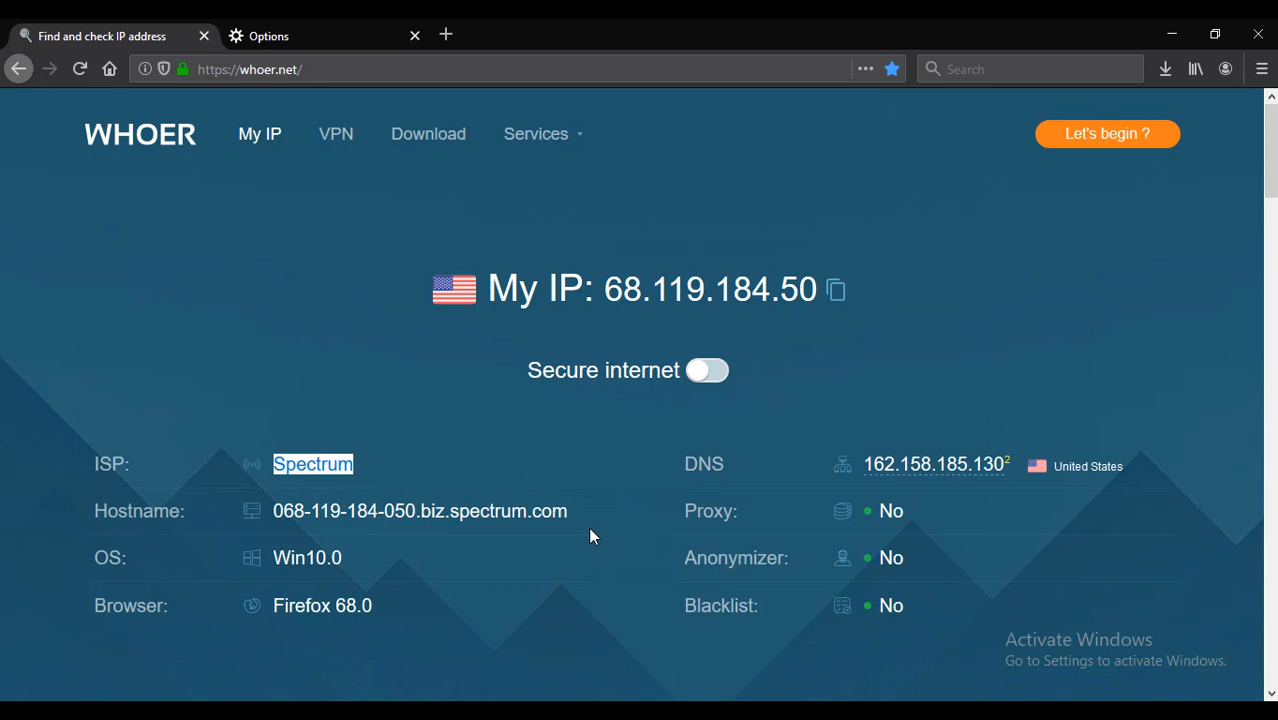 Find and check IP address
Options
https://whoer.net/
Search
WHOER My IP VPN Download Services
Let's begin ?
My IP: 68.119.184.50
Secure internet
ISP: Spectrum
Hostname: 068-119-184-050.biz.spectrum.com
OS: Win10.0
Browser: Firefox 68.0
DNS 162.158.185.130² United States
Proxy: No
Anonymizer: No
Blacklist: No
Activate Windows
Go to Settings to activate Windows.